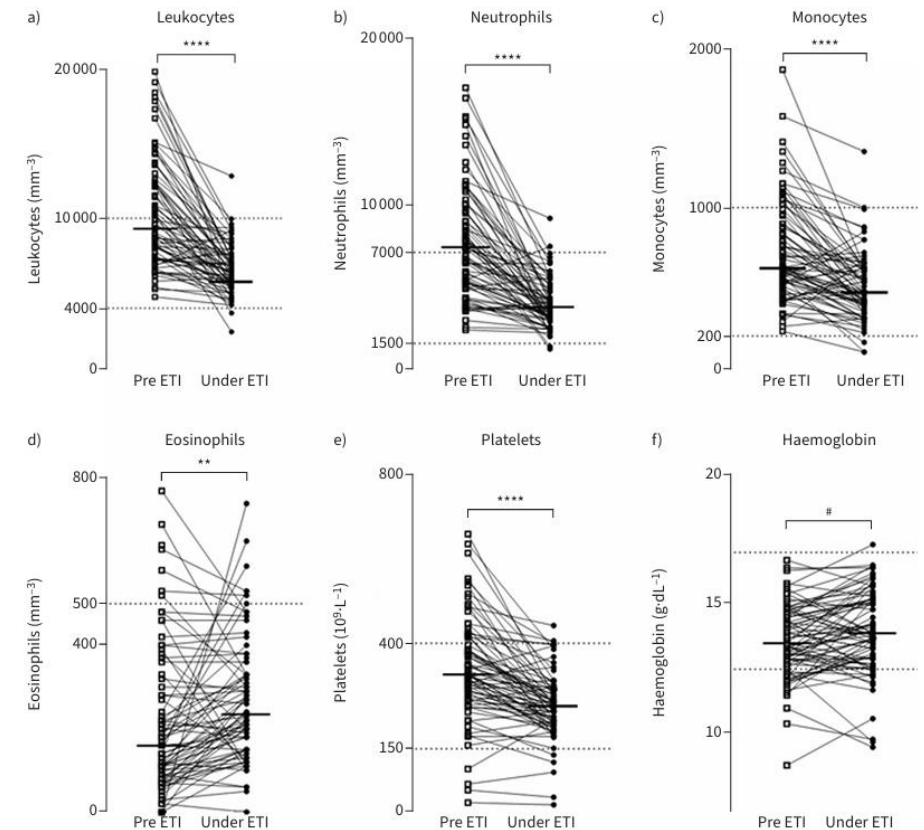 a) Leukocytes
****
20 000
10 000
4000
0
Leukocytes (mm⁻³)
Pre ETI Under ETI
b) Neutrophils
****
20 000
10 000
7000
1500
0
Neutrophils (mm⁻³)
Pre ETI Under ETI
c) Monocytes
****
2000
1000
200
0
Monocytes (mm⁻³)
Pre ETI Under ETI
d) Eosinophils
**
800
500
400
0
Eosinophils (mm⁻³)
Pre ETI Under ETI
e) Platelets
****
800
400
150
0
Platelets (10⁹·L⁻¹)
Pre ETI Under ETI
f) Haemoglobin
#
20
15
10
Haemoglobin (g·dL⁻¹)
Pre ETI Under ETI